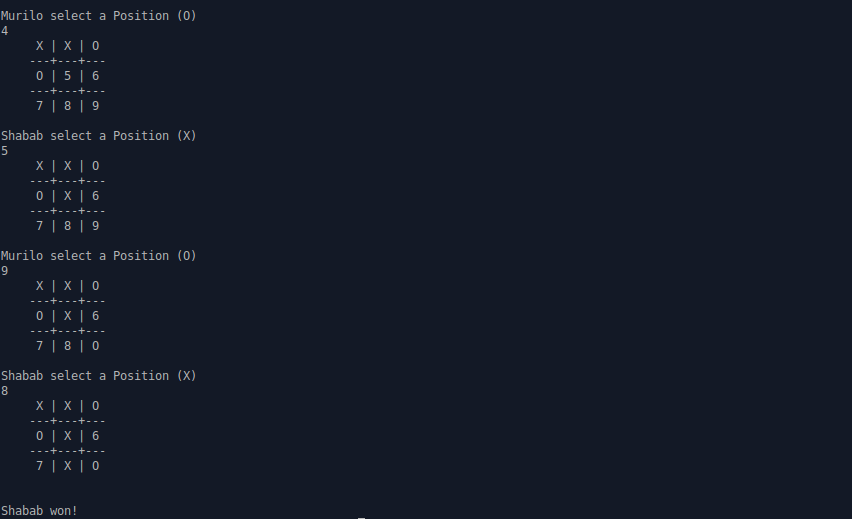 Murilo select a Position (O)
4
     X | X | O
    ---+---+---
     O | 5 | 6
    ---+---+---
     7 | 8 | 9

Shabab select a Position (X)
5
     X | X | O
    ---+---+---
     O | X | 6
    ---+---+---
     7 | 8 | 9

Murilo select a Position (O)
9
     X | X | O
    ---+---+---
     O | X | 6
    ---+---+---
     7 | 8 | O

Shabab select a Position (X)
8
     X | X | O
    ---+---+---
     O | X | 6
    ---+---+---
     7 | X | O


Shabab won!